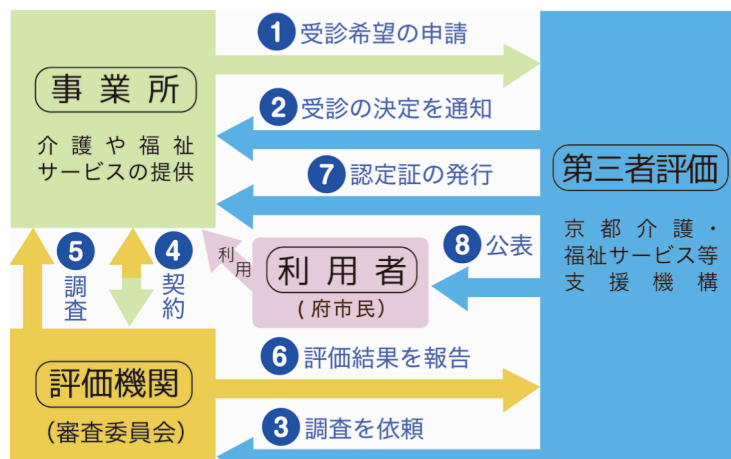 1 受診希望の申請
事業所
介護や福祉
サービスの提供
2 受診の決定を通知
7 認定証の発行
第三者評価
京都介護・
福祉サービス等
支援機構
8 公表
利用
利用者
(府市民)
5 調査
4 契約
6 評価結果を報告
評価機関
(審査委員会)
3 調査を依頼